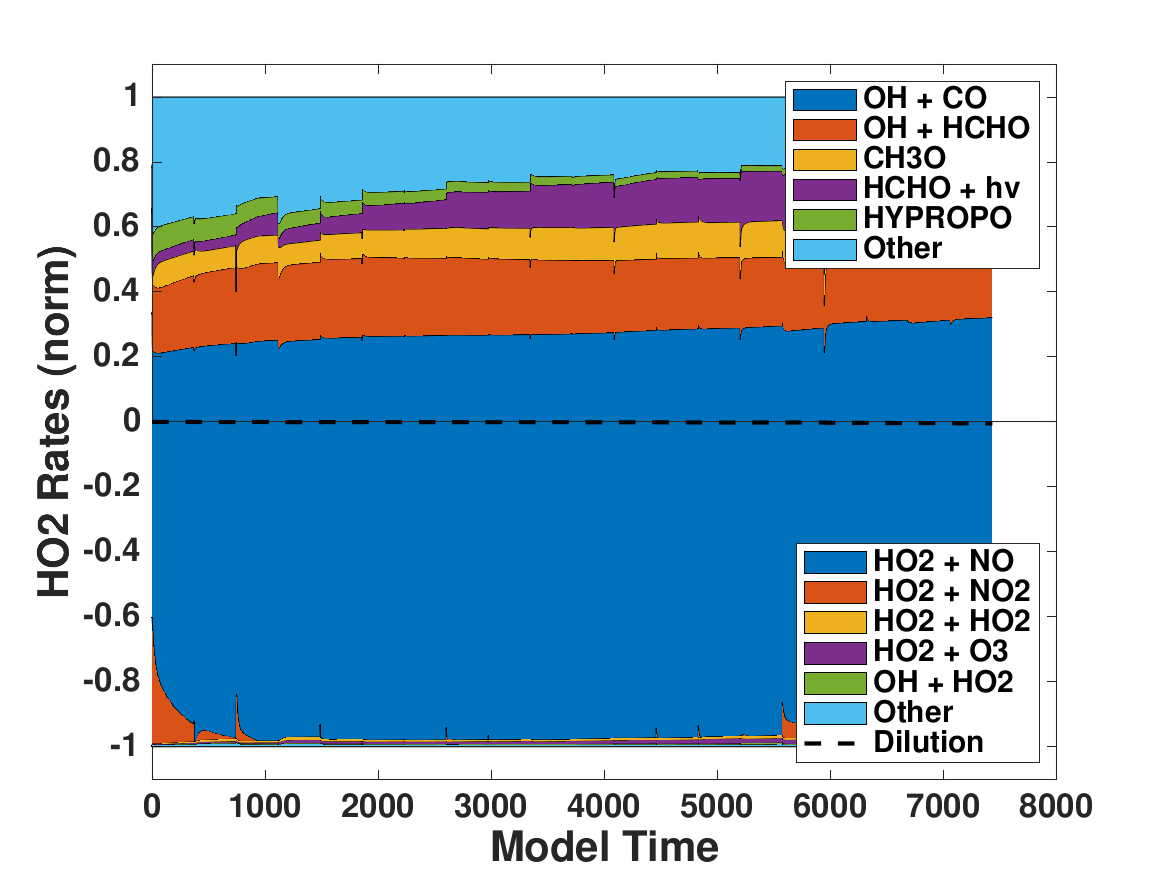 HO2 Rates (norm)
1
0.8
0.6
0.4
0.2
0
-0.2
-0.4
-0.6
-0.8
-1
OH + CO
OH + HCHO
CH3O
HCHO + hv
HYPROPO
Other
HO2 + NO
HO2 + NO2
HO2 + HO2
HO2 + O3
OH + HO2
Other
Dilution
0 1000 2000 3000 4000 5000 6000 7000 8000
Model Time